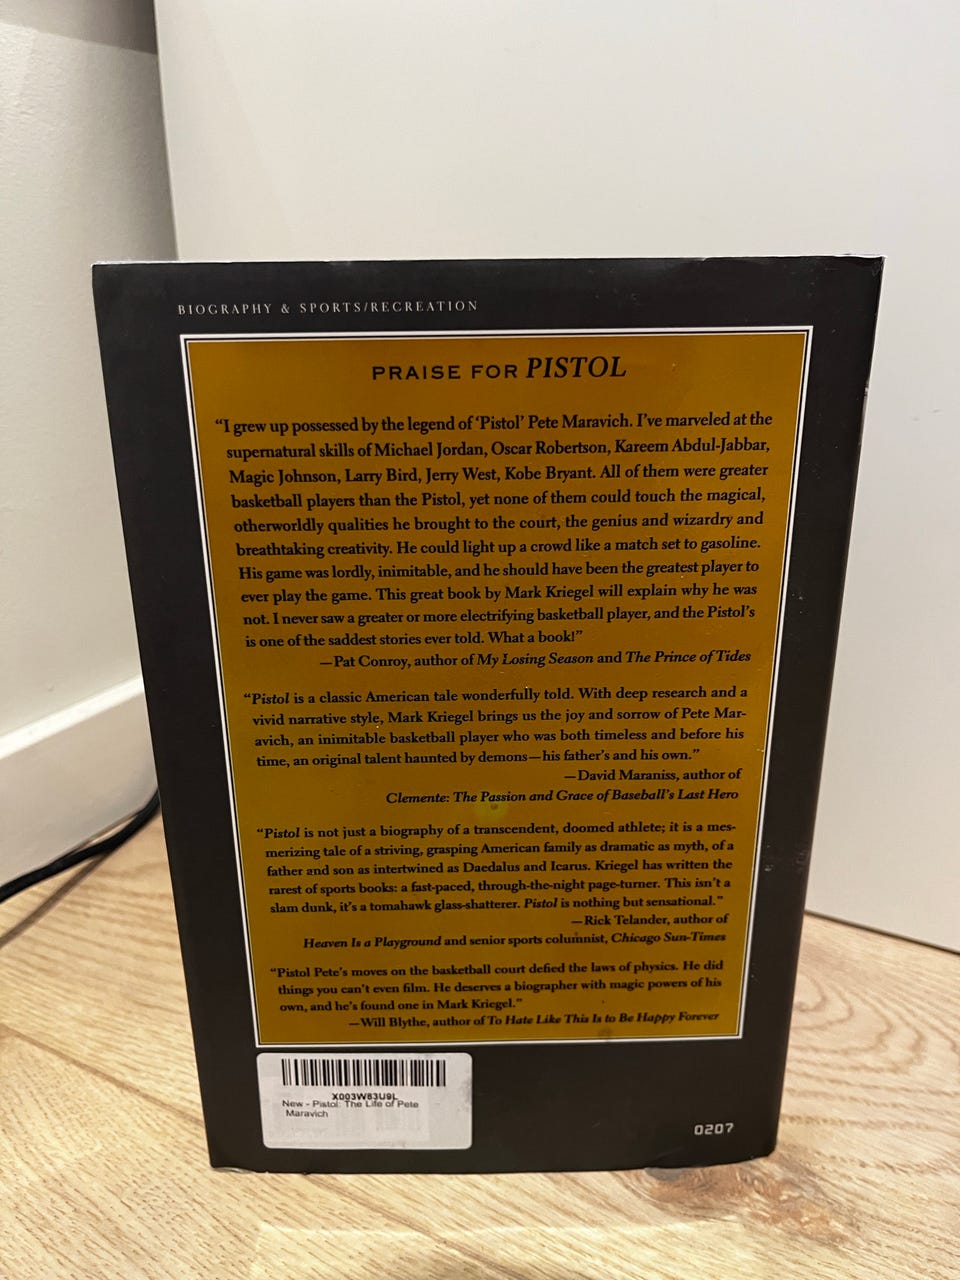 BIOGRAPHY & SPORTS/RECREATION
PRAISE FOR PISTOL
“I grew up possessed by the legend of ‘Pistol’ Pete Maravich. I’ve marveled at the
supernatural skills of Michael Jordan, Oscar Robertson, Kareem Abdul-Jabbar,
Magic Johnson, Larry Bird, Jerry West, Kobe Bryant. All of them were greater
basketball players than the Pistol, yet none of them could touch the magical,
otherworldly qualities he brought to the court, the genius and wizardry and
breathtaking creativity. He could light up a crowd like a match set to gasoline.
His game was lordly, inimitable, and he should have been the greatest player to
ever play the game. This great book by Mark Kriegel will explain why he was
not. I never saw a greater or more electrifying basketball player, and the Pistol’s
is one of the saddest stories ever told. What a book!”
—Pat Conroy, author of My Losing Season and The Prince of Tides
“Pistol is a classic American tale wonderfully told. With deep research and a
vivid narrative style, Mark Kriegel brings us the joy and sorrow of Pete Mar-
avich, an inimitable basketball player who was both timeless and before his
time, an original talent haunted by demons—his father’s and his own.”
—David Maraniss, author of
Clemente: The Passion and Grace of Baseball’s Last Hero
“Pistol is not just a biography of a transcendent, doomed athlete; it is a mes-
merizing tale of a striving, grasping American family as dramatic as myth, of a
father and son as intertwined as Daedalus and Icarus. Kriegel has written the
rarest of sports books: a fast-paced, through-the-night page-turner. This isn’t a
slam dunk, it’s a tomahawk glass-shatterer. Pistol is nothing but sensational.”
—Rick Telander, author of
Heaven Is a Playground and senior sports columnist, Chicago Sun-Times
“Pistol Pete’s moves on the basketball court defied the laws of physics. He did
things you can’t even film. He deserves a biographer with magic powers of his
own, and he’s found one in Mark Kriegel.”
—Will Blythe, author of To Hate Like This Is to Be Happy Forever
X003W83U9L
New - Pistol: The Life of Pete
Maravich
0207